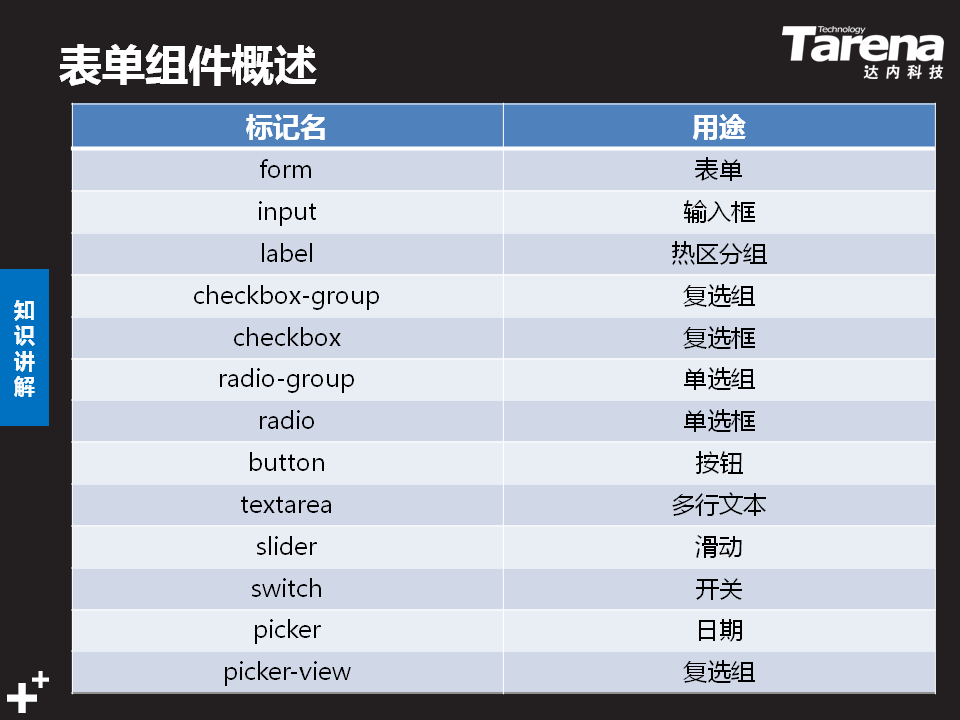 表单组件概述
Technology
Tarena
达内科技
标记名 用途
form 表单
input 输入框
label 热区分组
checkbox-group 复选组
checkbox 复选框
radio-group 单选组
radio 单选框
button 按钮
textarea 多行文本
slider 滑动
switch 开关
picker 日期
picker-view 复选组
知识讲解